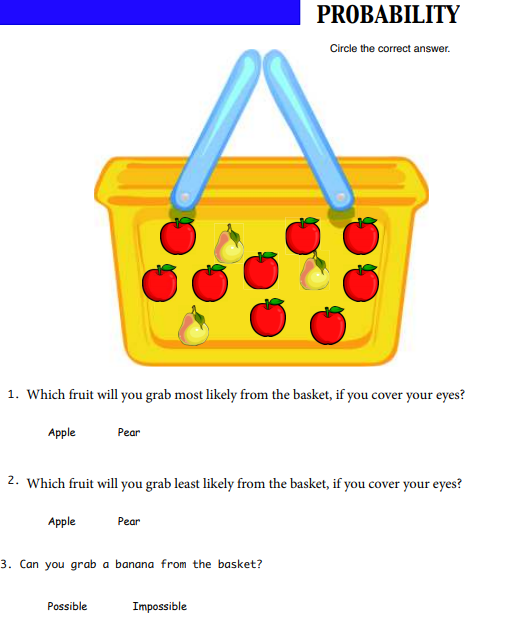 PROBABILITY
Circle the correct answer.
1. Which fruit will you grab most likely from the basket, if you cover your eyes?
Apple Pear
2. Which fruit will you grab least likely from the basket, if you cover your eyes?
Apple Pear
3. Can you grab a banana from the basket?
Possible Impossible